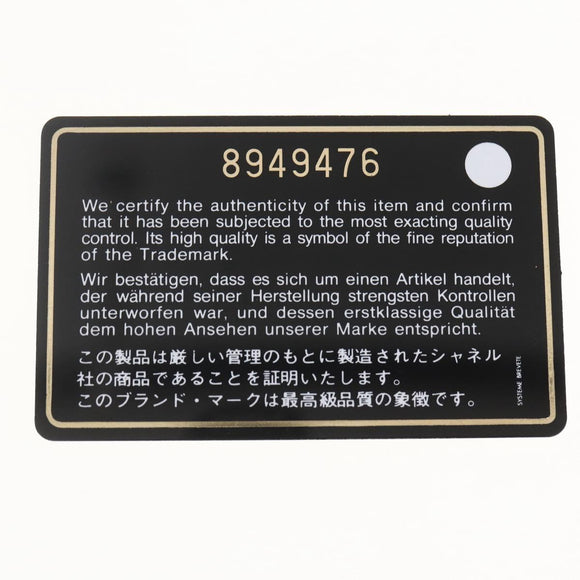 8949476
We certify the authenticity of this item and confirm
that it has been subjected to the most exacting quality
control. Its high quality is a symbol of the fine reputation
of the Trademark.
Wir bestätigen, dass es sich um einen Artikel handelt,
der während seiner Herstellung strengsten Kontrollen
unterworfen war, und dessen erstklassige Qualität
dem hohen Ansehen unserer Marke entspricht.
この製品は厳しい管理のもとに製造されたシャネル
社の商品であることを証明いたします。
このブランド・マークは最高級品質の象徴です。
SYSTEME BREVETE